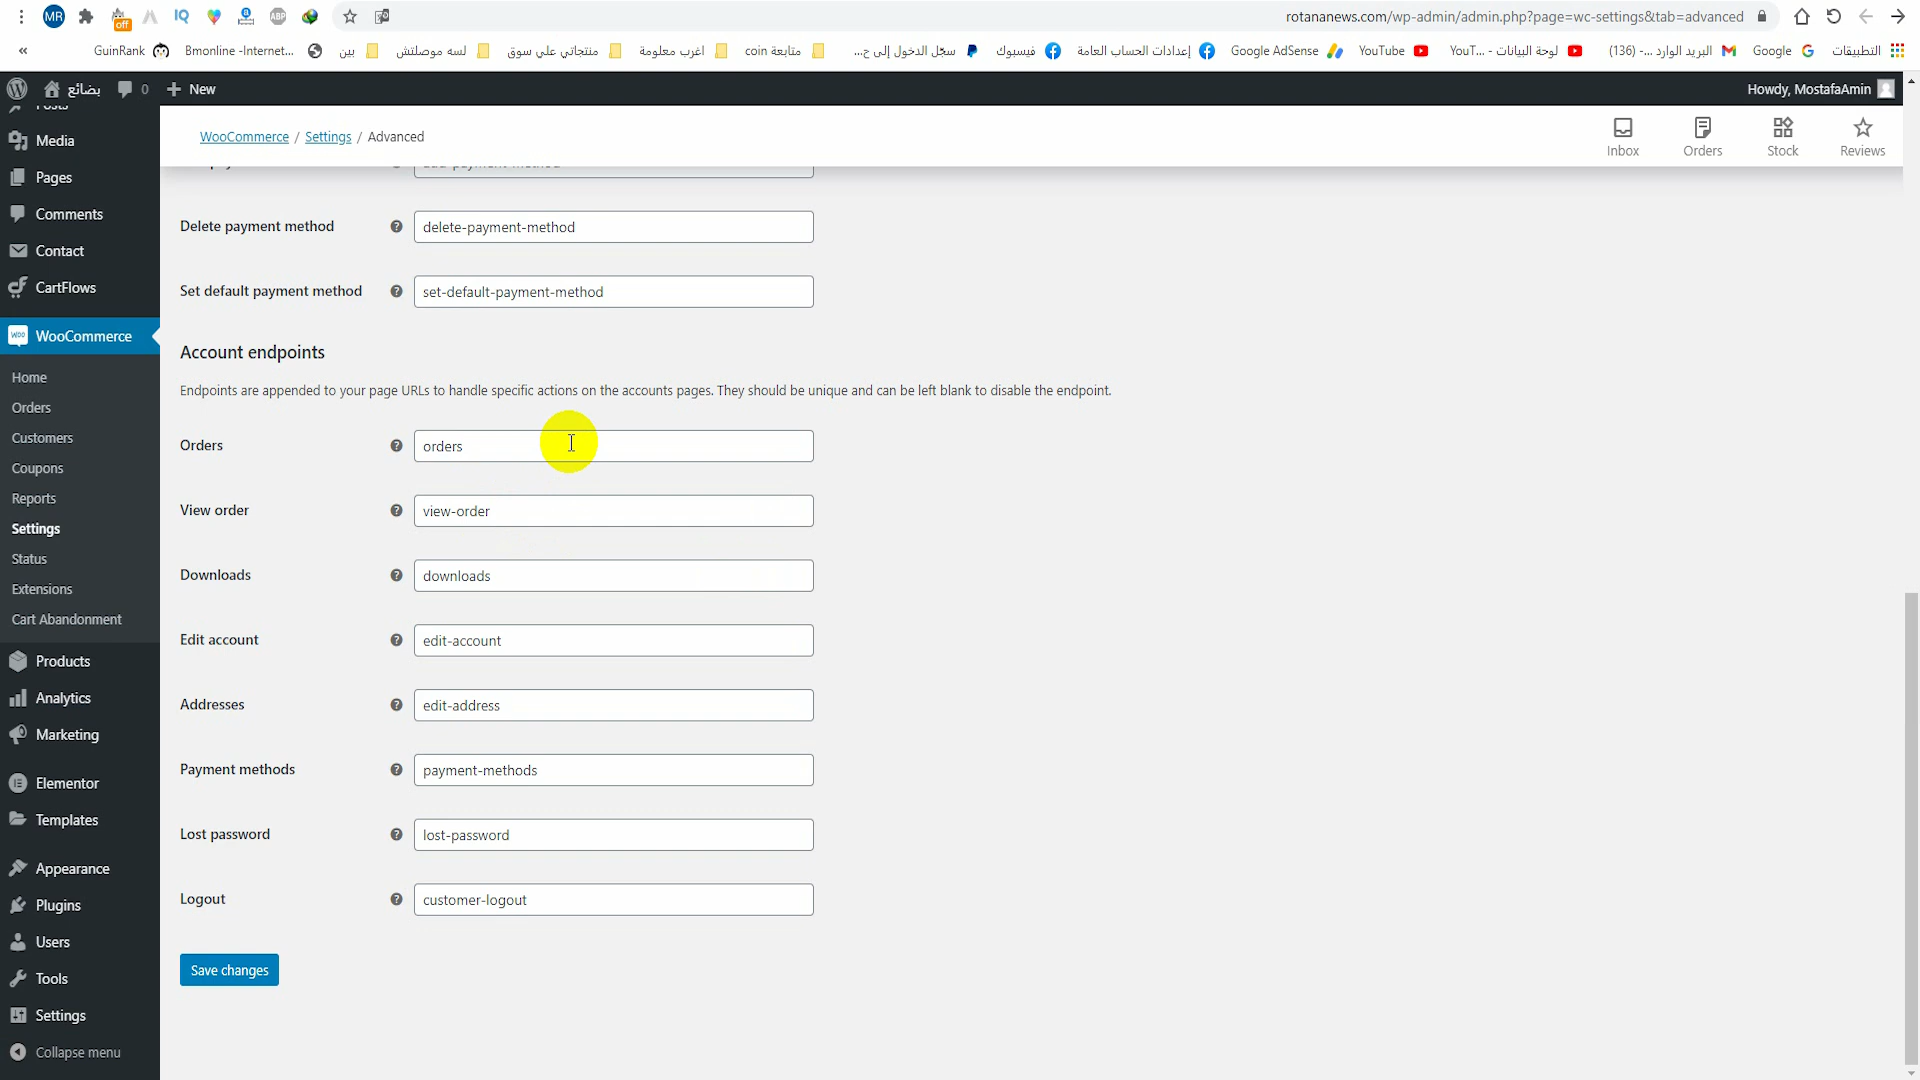 MR
off
IQ
ABP
rotananews.com/wp-admin/admin.php?page=wc-settings&tab=advanced
«
GuinRank
Bmonline -Internet...
بين
لسه موصلتش
منتجاتي علي سوق
اغرب معلومة
متابعة coin
سجّل الدخول إلى ح...
فيسبوك
إعدادات الحساب العامة
Google AdSense
YouTube
لوحة البيانات - YouT...
البريد الوارد ...- (136)
Google
التطبيقات
بضائع
0
+ New
Howdy, MostafaAmin
WooCommerce / Settings / Advanced
Inbox
Orders
Stock
Reviews
Posts
Media
Pages
Comments
Contact
CartFlows
WooCommerce
Home
Orders
Customers
Coupons
Reports
Settings
Status
Extensions
Cart Abandonment
Products
Analytics
Marketing
Elementor
Templates
Appearance
Plugins
Users
Tools
Settings
Collapse menu
Delete payment method
delete-payment-method
Set default payment method
set-default-payment-method
Account endpoints
Endpoints are appended to your page URLs to handle specific actions on the accounts pages. They should be unique and can be left blank to disable the endpoint.
Orders
orders
View order
view-order
Downloads
downloads
Edit account
edit-account
Addresses
edit-address
Payment methods
payment-methods
Lost password
lost-password
Logout
customer-logout
Save changes